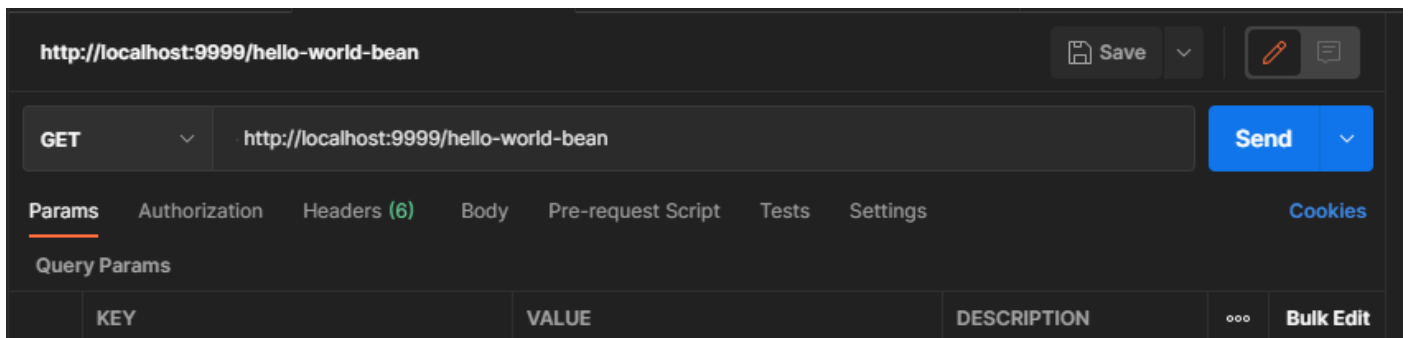 http://localhost:9999/hello-world-bean Save
GET http://localhost:9999/hello-world-bean Send
Params Authorization Headers (6) Body Pre-request Script Tests Settings Cookies
Query Params
KEY VALUE DESCRIPTION ooo Bulk Edit